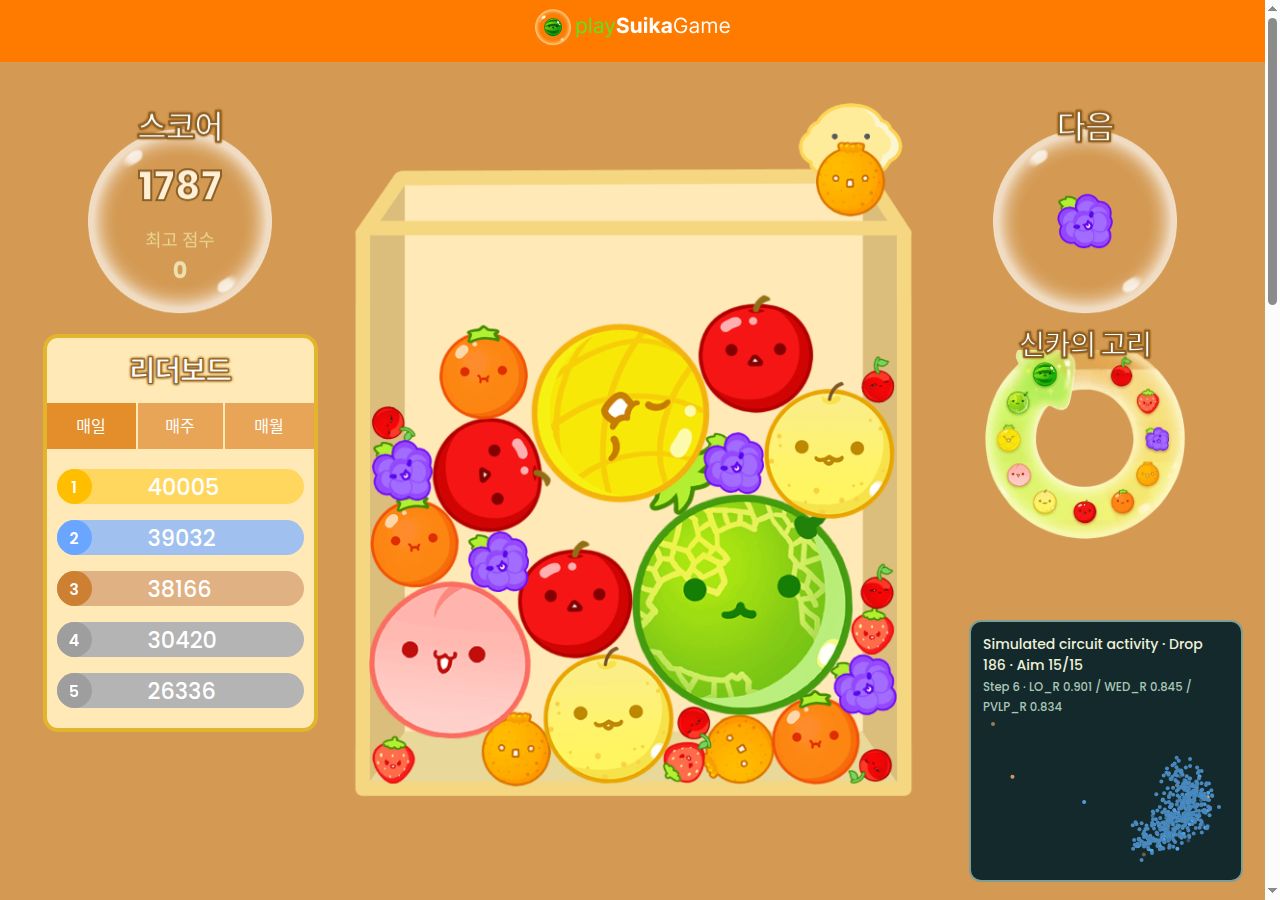 playSuikaGame
스코어
1787
최고 점수
0
다음
신카의 고리
리더보드
매일 매주 매월
1 40005
2 39032
3 38166
4 30420
5 26336
Simulated circuit activity · Drop
186 · Aim 15/15
Step 6 · LO_R 0.901 / WED_R 0.845 /
PVLP_R 0.834